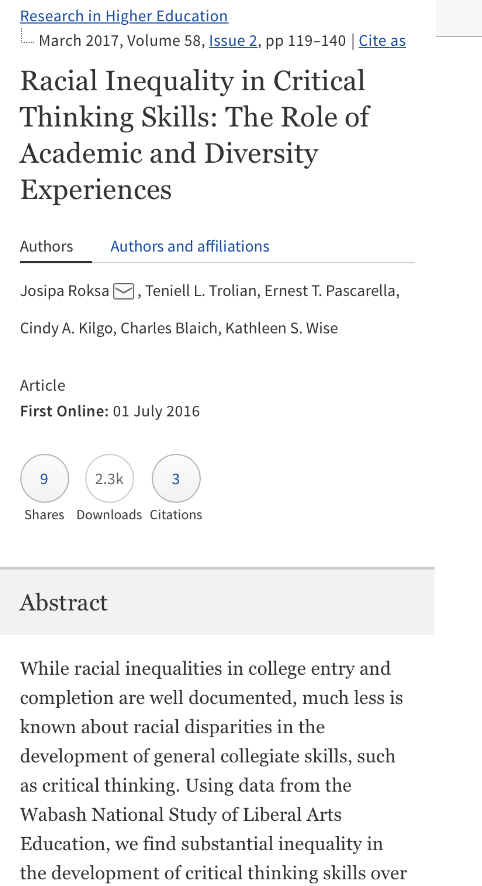 Research in Higher Education
March 2017, Volume 58, Issue 2, pp 119–140 | Cite as
Racial Inequality in Critical
Thinking Skills: The Role of
Academic and Diversity
Experiences
Authors
Authors and affiliations
Josipa Roksa , Teniell L. Trolian, Ernest T. Pascarella,
Cindy A. Kilgo, Charles Blaich, Kathleen S. Wise
Article
First Online: 01 July 2016
9
2.3k
3
Shares
Downloads
Citations
Abstract
While racial inequalities in college entry and
completion are well documented, much less is
known about racial disparities in the
development of general collegiate skills, such
as critical thinking. Using data from the
Wabash National Study of Liberal Arts
Education, we find substantial inequality in
the development of critical thinking skills over